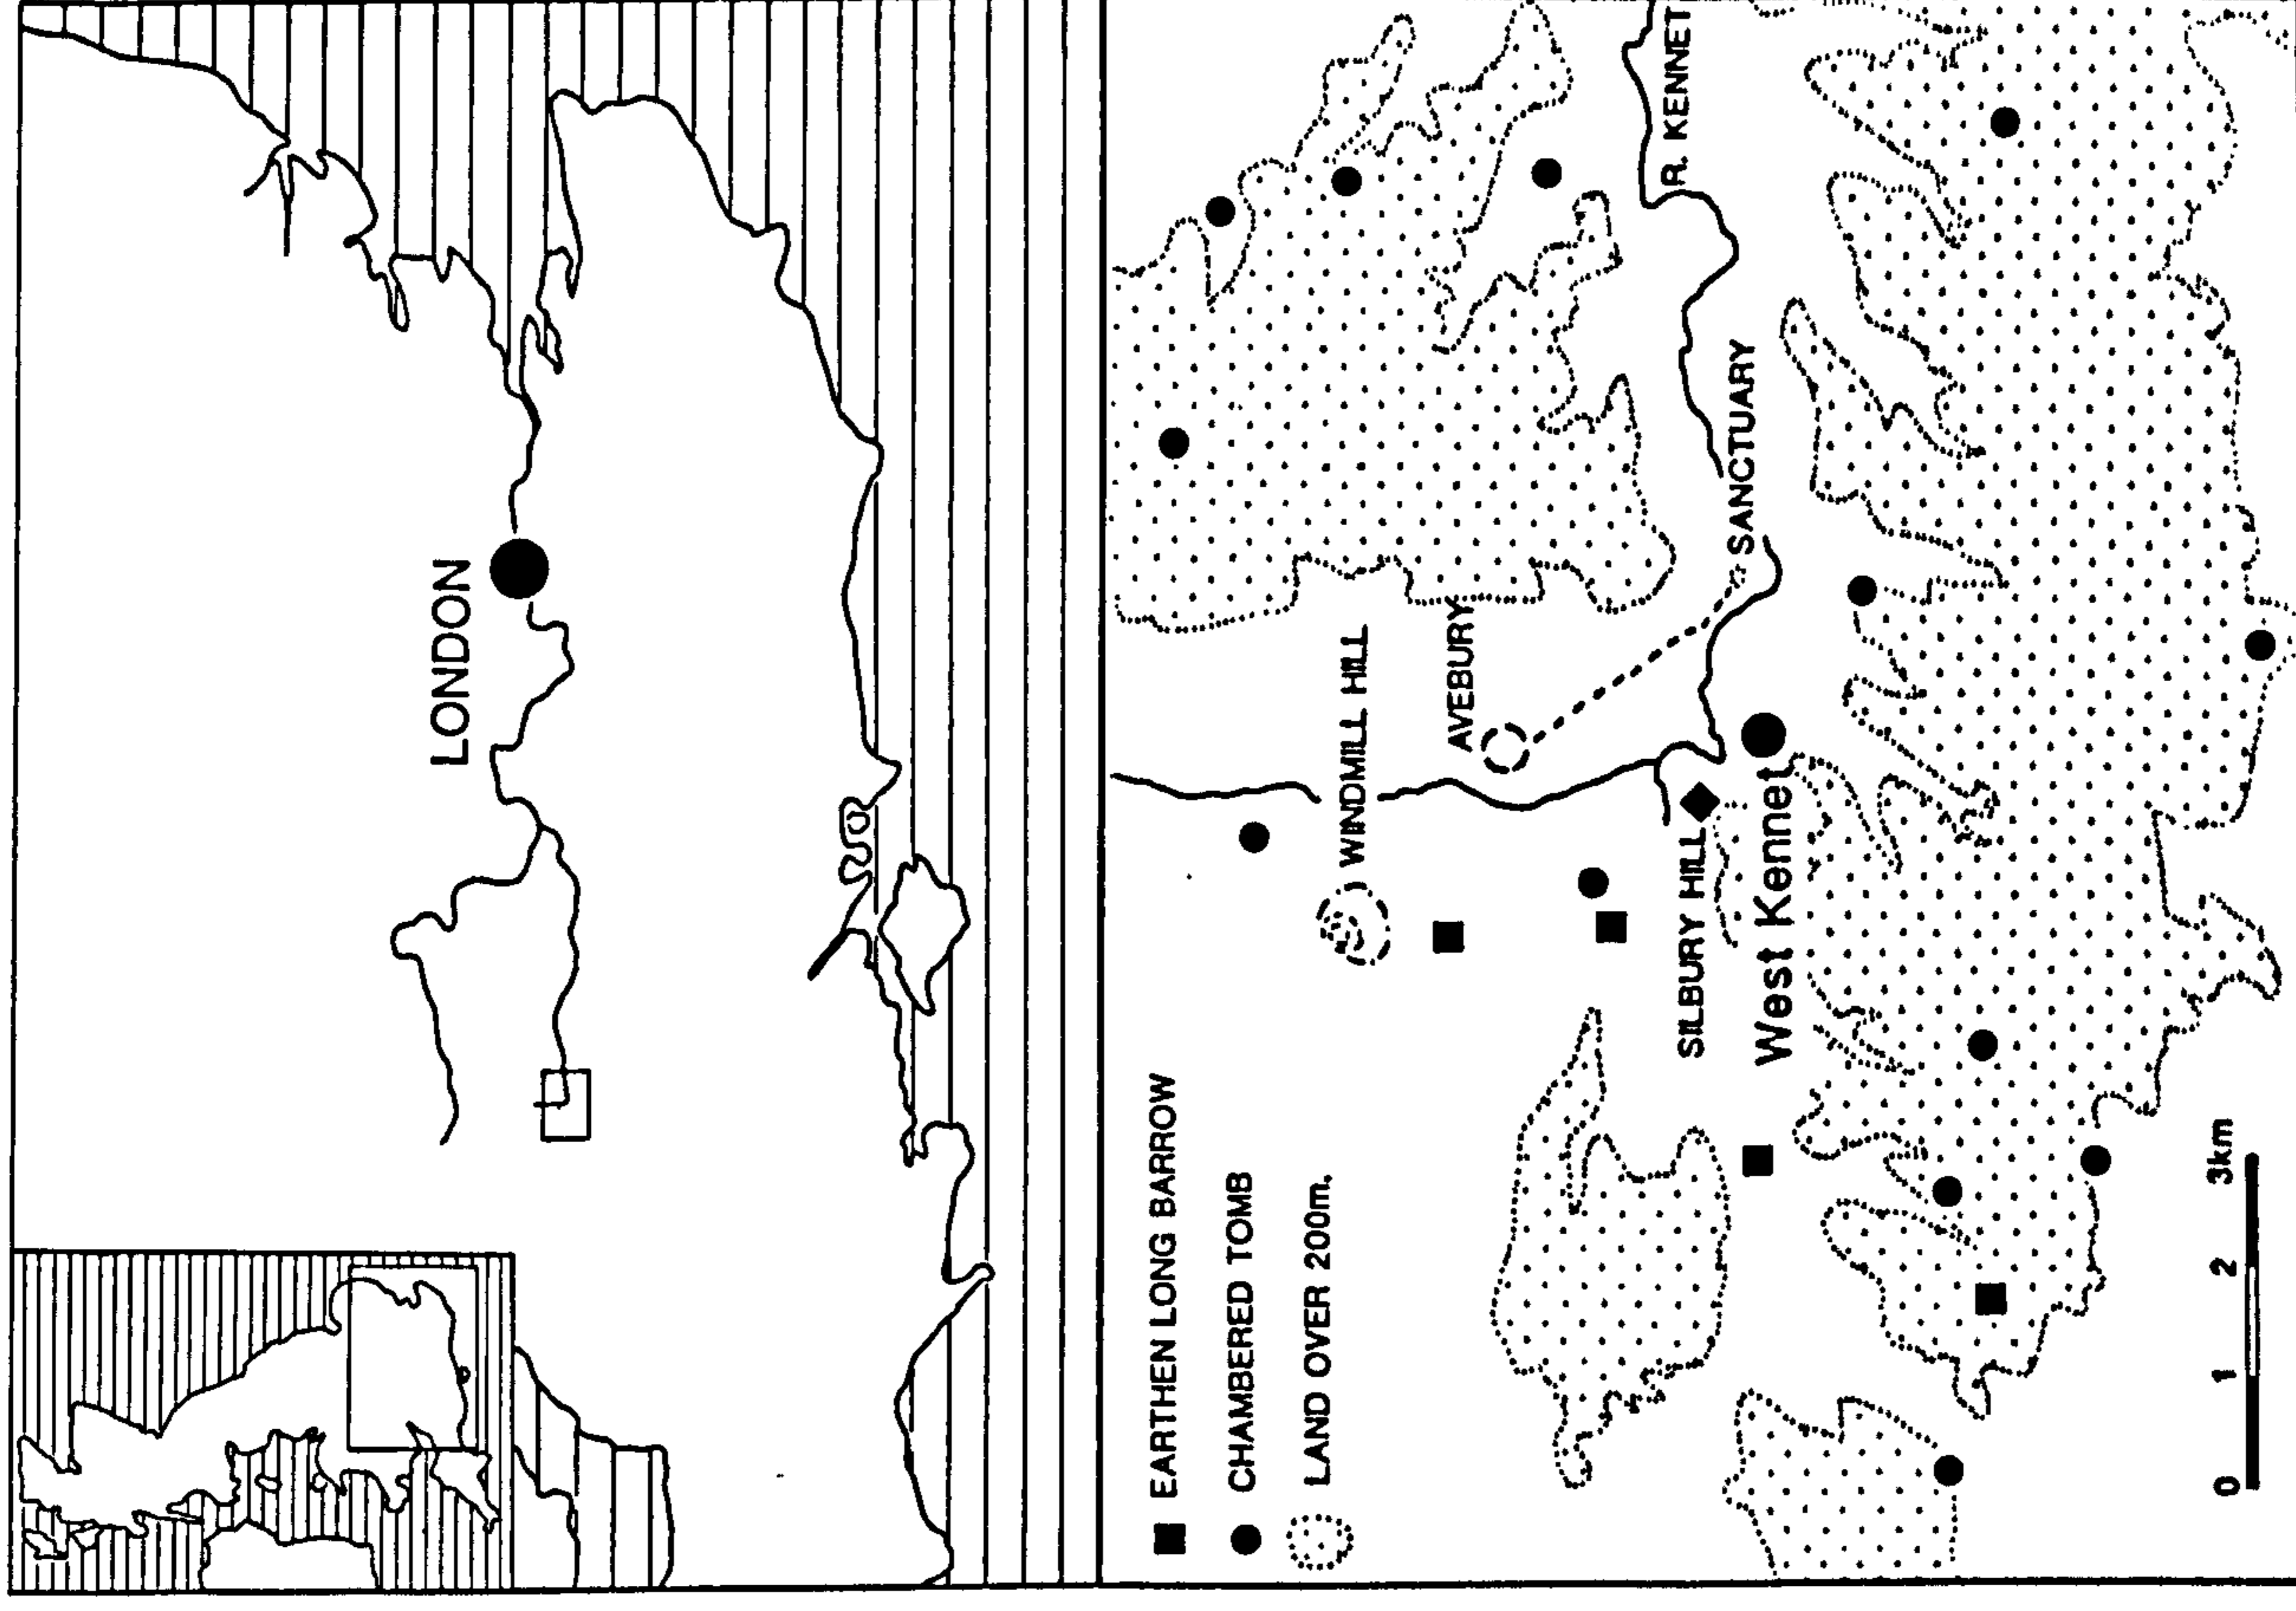 LONDON
EARTHEN LONG BARROW
CHAMBERED TOMB
LAND OVER 200m.
WINDMILL HILL
AVEBURY
SILBURY HILL
West Kennet
SANCTUARY
R. KENNET
0 1 2 3km